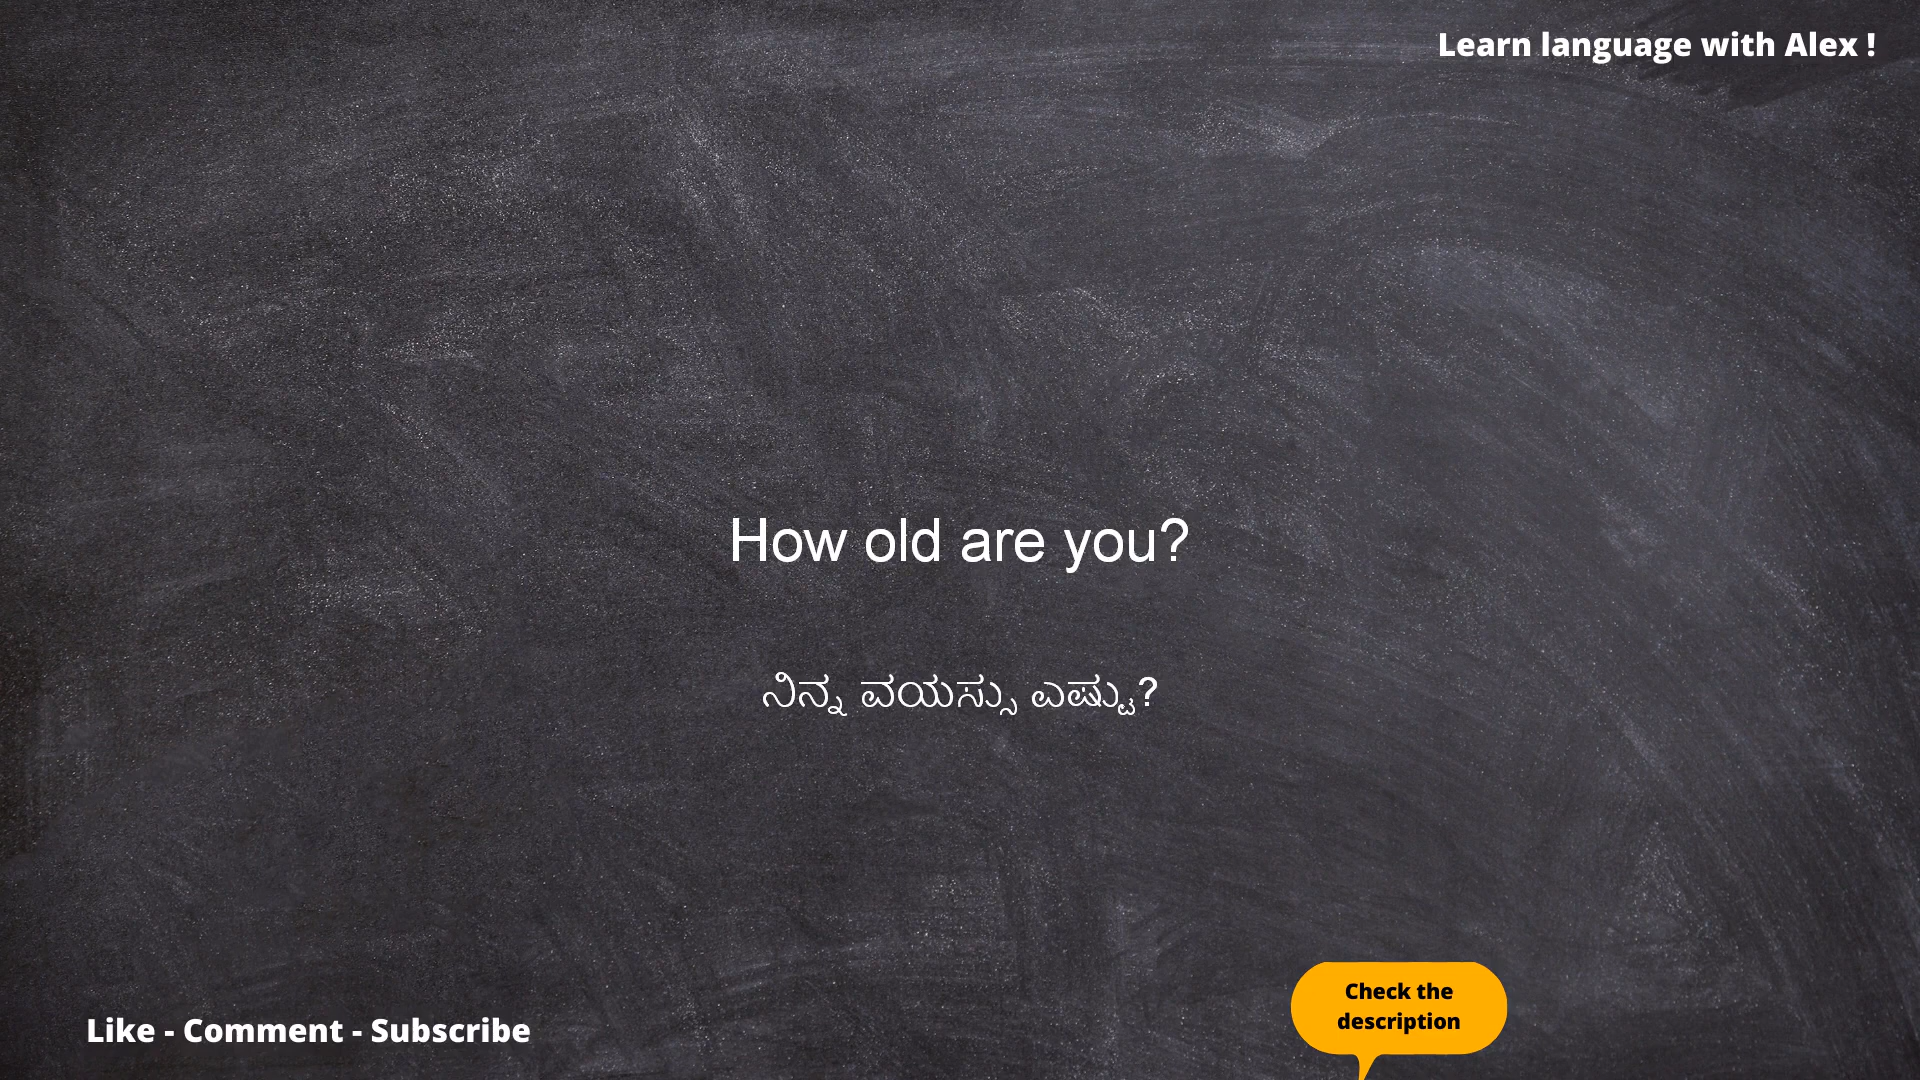 Learn language with Alex !
How old are you?
ನಿನ್ನ ವಯಸ್ಸು ಎಷ್ಟು?
Check the
description
Like - Comment - Subscribe